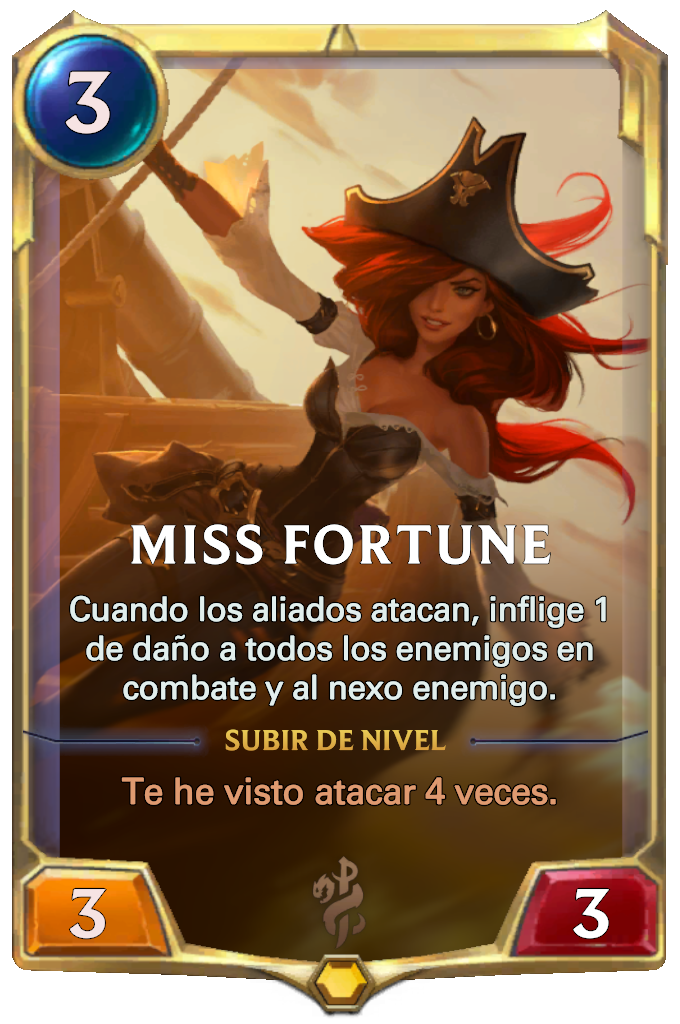 3
MISS FORTUNE
Cuando los aliados atacan, inflige 1
de daño a todos los enemigos en
combate y al nexo enemigo.
SUBIR DE NIVEL
Te he visto atacar 4 veces.
3
3